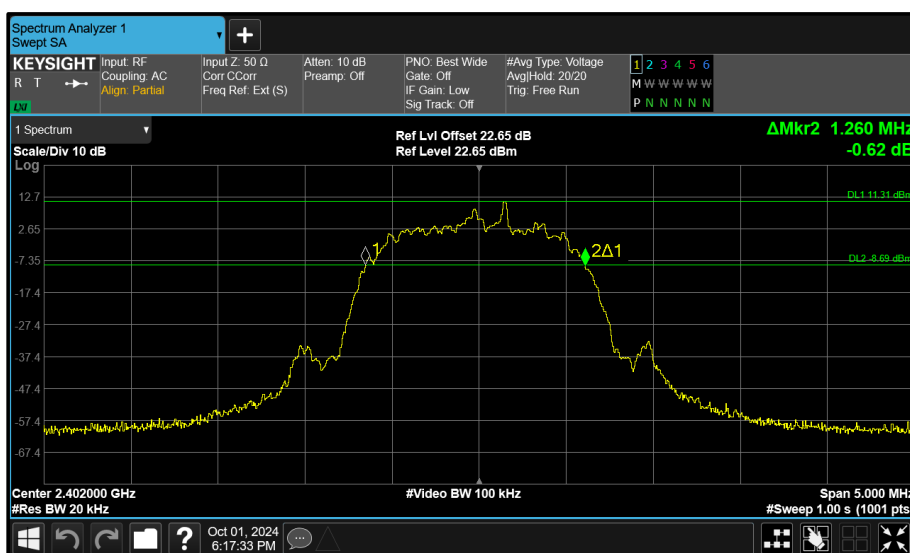 Spectrum Analyzer 1
Swept SA
+
KEYSIGHT
R T
LXI
Input: RF
Coupling: AC
Align: Partial
Input Z: 50 Ω
Corr CCorr
Freq Ref: Ext (S)
Atten: 10 dB
Preamp: Off
PNO: Best Wide
Gate: Off
IF Gain: Low
Sig Track: Off
#Avg Type: Voltage
Avg|Hold: 20/20
Trig: Free Run
1 2 3 4 5 6
M W W W W W
P N N N N N
1 Spectrum
Scale/Div 10 dB
Log
Ref Lvl Offset 22.65 dB
Ref Level 22.65 dBm
ΔMkr2 1.260 MHz
-0.62 dB
12.7
DL1 11.31 dBm
2.65
-7.35
1
2Δ1
DL2 -8.69 dBm
-17.4
-27.4
-37.4
-47.4
-57.4
-67.4
Center 2.402000 GHz
#Res BW 20 kHz
#Video BW 100 kHz
Span 5.000 MHz
#Sweep 1.00 s (1001 pts
?
Oct 01, 2024
6:17:33 PM